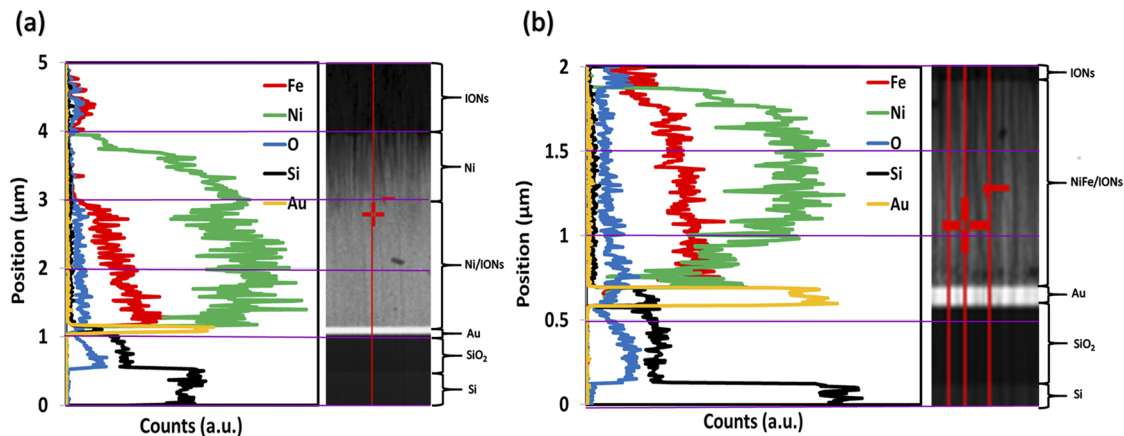 (a)
5
4
3
2
1
0
Position (µm)
Fe
Ni
O
Si
Au
Counts (a.u.)
IONs
Ni
Ni/IONs
Au
SiO2
Si
(b)
2
1.5
1
0.5
0
Position (µm)
Fe
Ni
O
Si
Au
Counts (a.u.)
IONs
NiFe/IONs
Au
SiO2
Si